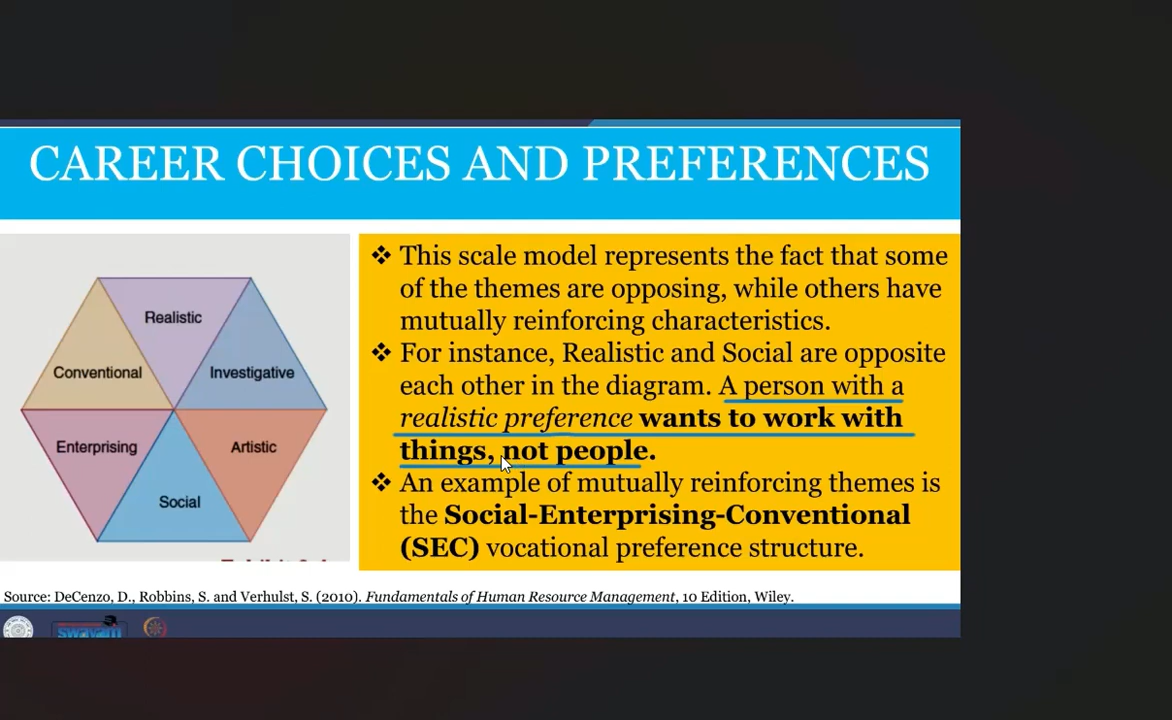 CAREER CHOICES AND PREFERENCES
Realistic
Conventional
Investigative
Enterprising
Artistic
Social
❖ This scale model represents the fact that some
of the themes are opposing, while others have
mutually reinforcing characteristics.
❖ For instance, Realistic and Social are opposite
each other in the diagram. A person with a
realistic preference wants to work with
things, not people.
❖ An example of mutually reinforcing themes is
the Social-Enterprising-Conventional
(SEC) vocational preference structure.
Source: DeCenzo, D., Robbins, S. and Verhulst, S. (2010). Fundamentals of Human Resource Management, 10 Edition, Wiley.
swayam